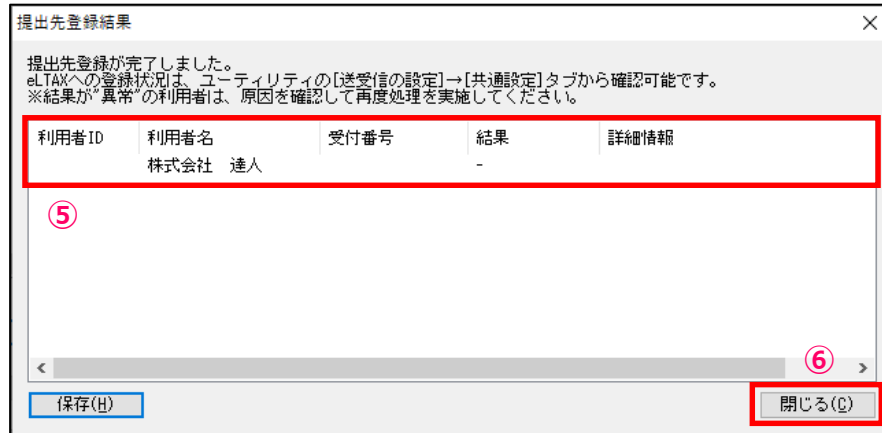 提出先登録結果
提出先登録が完了しました。
eLTAXへの登録状況は、ユーティリティの[送受信の設定]→[共通設定]タブから確認可能です。
※結果が"異常"の利用者は、原因を確認して再度処理を実施してください。
利用者ID 利用者名 受付番号 結果 詳細情報
株式会社　達人 -
⑤
⑥
保存(H) 閉じる(C)